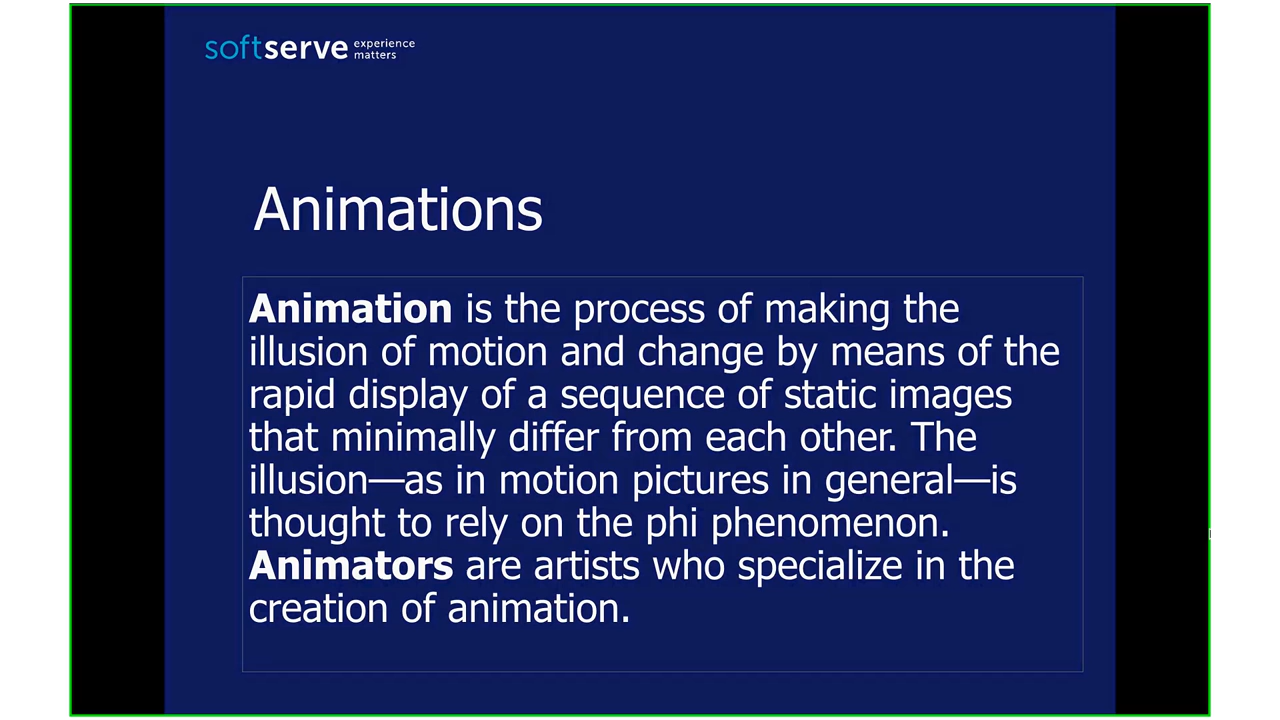 softserve experience matters
Animations
Animation is the process of making the
illusion of motion and change by means of the
rapid display of a sequence of static images
that minimally differ from each other. The
illusion—as in motion pictures in general—is
thought to rely on the phi phenomenon.
Animators are artists who specialize in the
creation of animation.